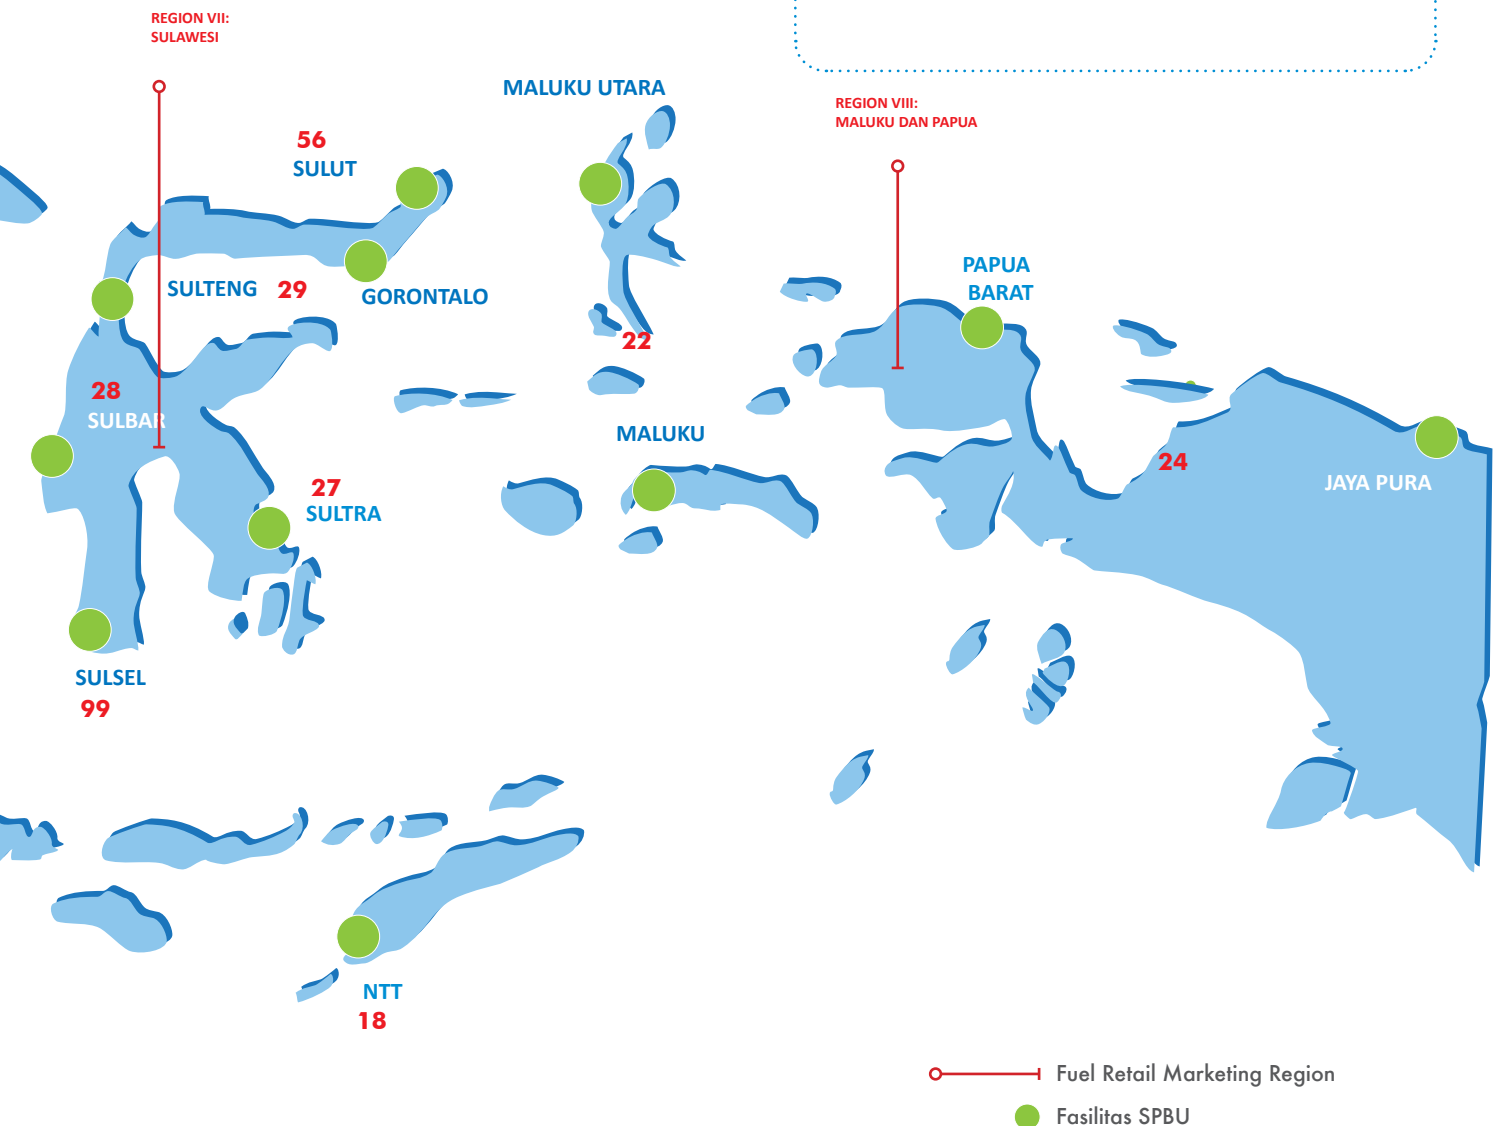 REGION VII:
SULAWESI
MALUKU UTARA
REGION VIII:
MALUKU DAN PAPUA
56
SULUT
PAPUA
BARAT
SULTENG 29
GORONTALO
22
28
SULBAR
MALUKU
24
JAYA PURA
27
SULTRA
SULSEL
99
NTT
18
Fuel Retail Marketing Region
Fasilitas SPBU